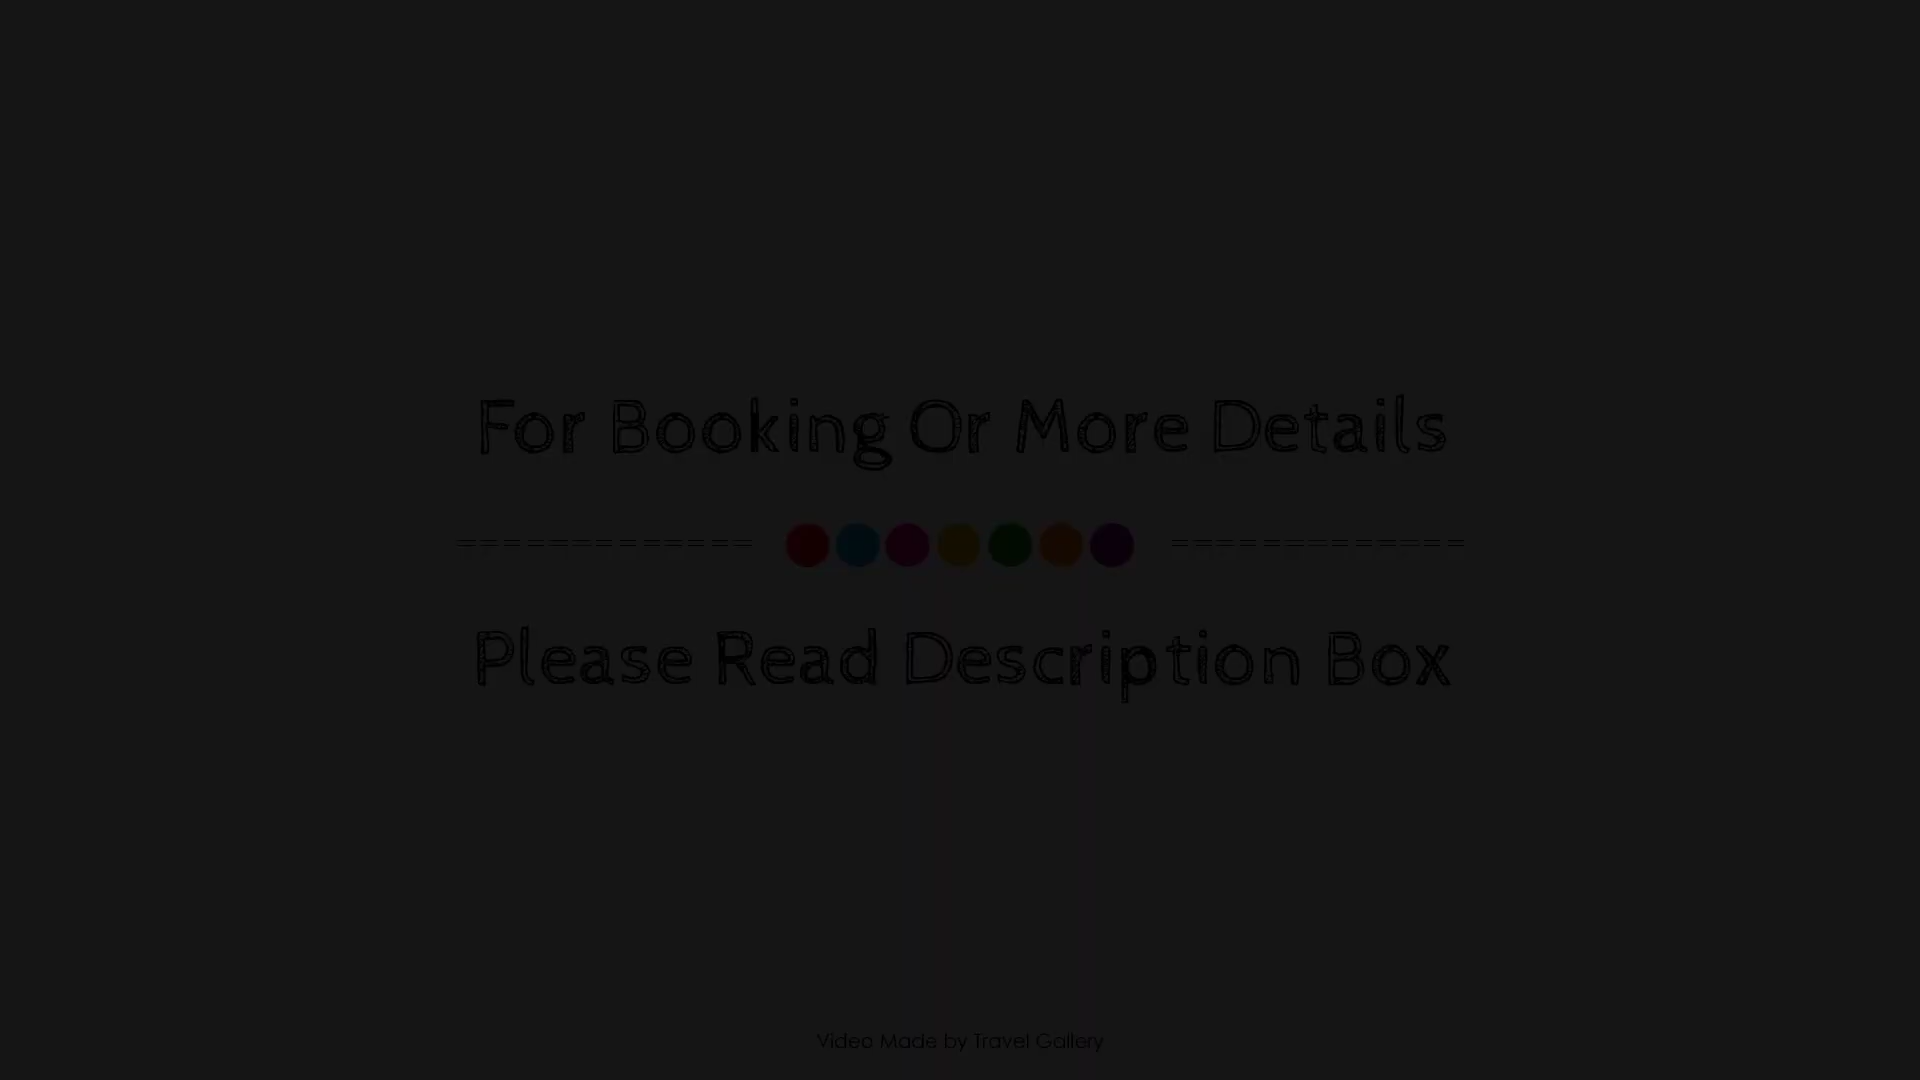 For Booking Or More Details
============= =============
Please Read Description Box
Video Made by Travel Gallery